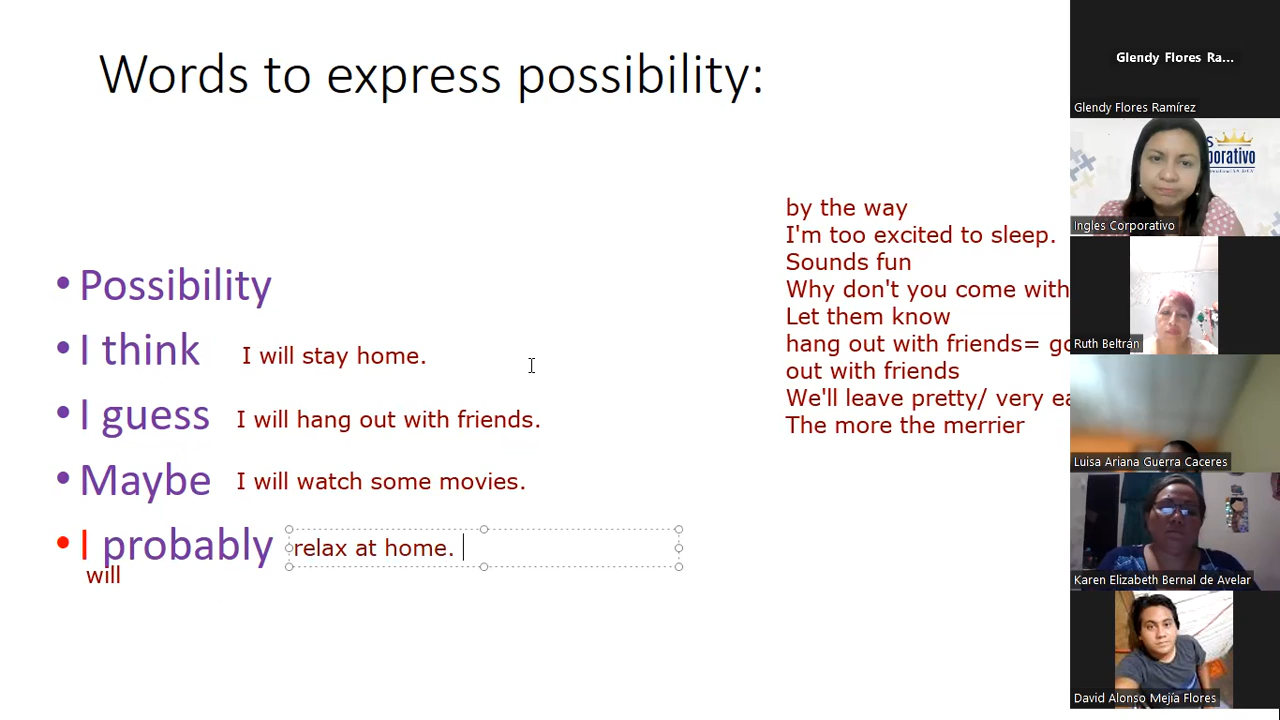 Words to express possibility:
• Possibility
• I think I will stay home.
• I guess I will hang out with friends.
• Maybe I will watch some movies.
• I probably relax at home.
will
by the way
I'm too excited to sleep.
Sounds fun
Why don't you come with
Let them know
hang out with friends= go
out with friends
We'll leave pretty/ very ea
The more the merrier
Glendy Flores Ra...
Glendy Flores Ramírez
S
porativo
Ingles Corporativo
Ruth Beltrán
Luisa Ariana Guerra Caceres
Karen Elizabeth Bernal de Avelar
David Alonso Mejía Flores